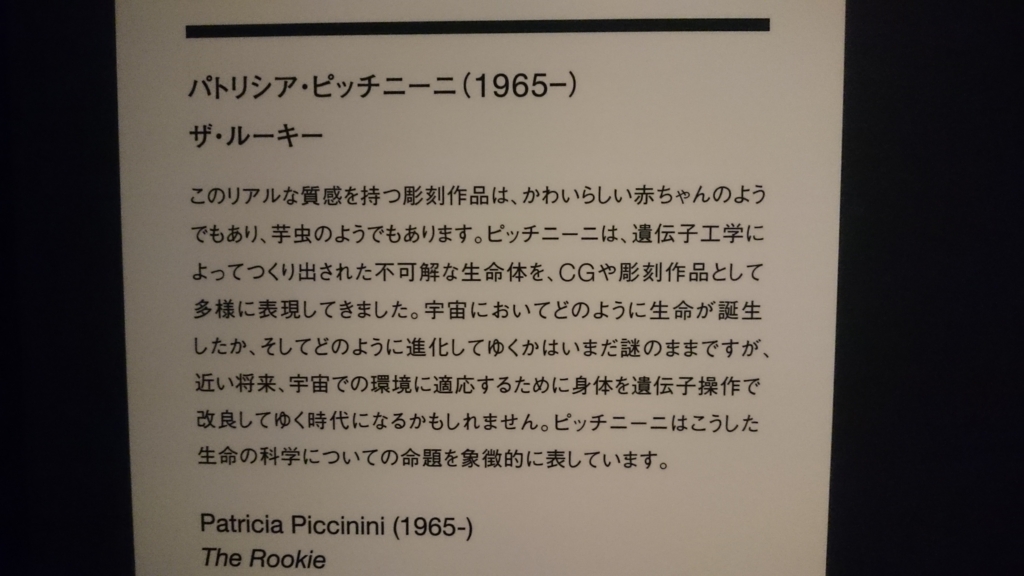 パトリシア・ピッチニーニ(1965–)
ザ・ルーキー
このリアルな質感を持つ彫刻作品は、かわいらしい赤ちゃんのよう
でもあり、芋虫のようでもあります。ピッチニーニは、遺伝子工学に
よってつくり出された不可解な生命体を、CGや彫刻作品として
多様に表現してきました。宇宙においてどのように生命が誕生
したか、そしてどのように進化してゆくかはいまだ謎のままですが、
近い将来、宇宙での環境に適応するために身体を遺伝子操作で
改良してゆく時代になるかもしれません。ピッチニーニはこうした
生命の科学についての命題を象徴的に表しています。
Patricia Piccinini (1965-)
The Rookie